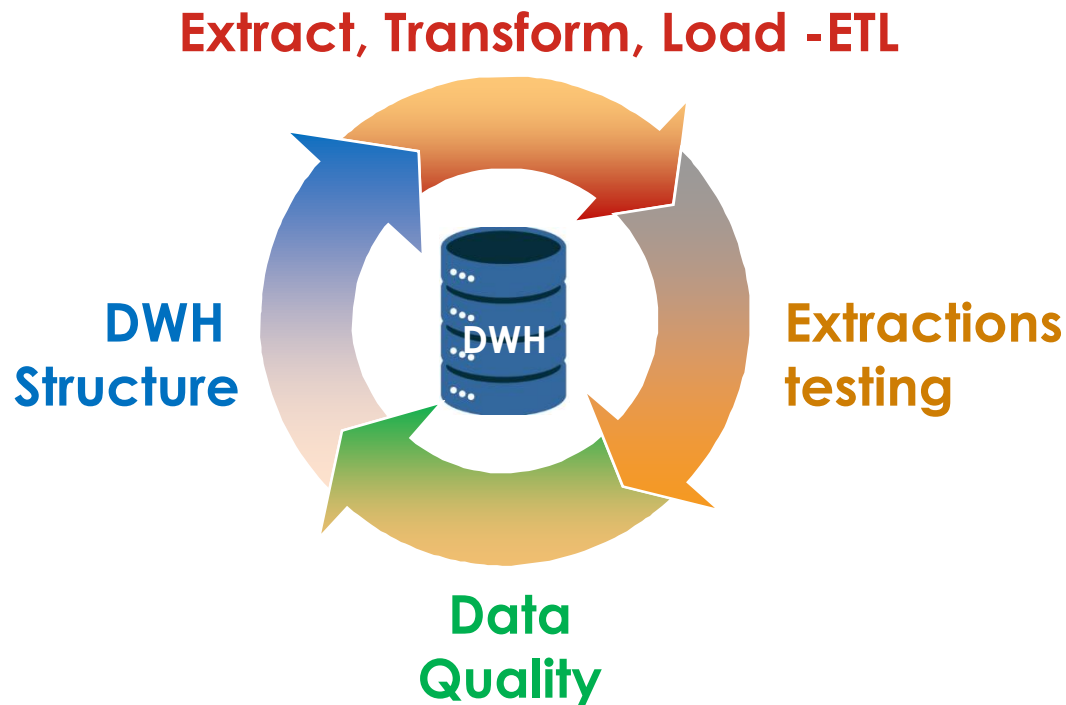 Extract, Transform, Load -ETL
DWH
Structure
DWH
Extractions
testing
Data
Quality